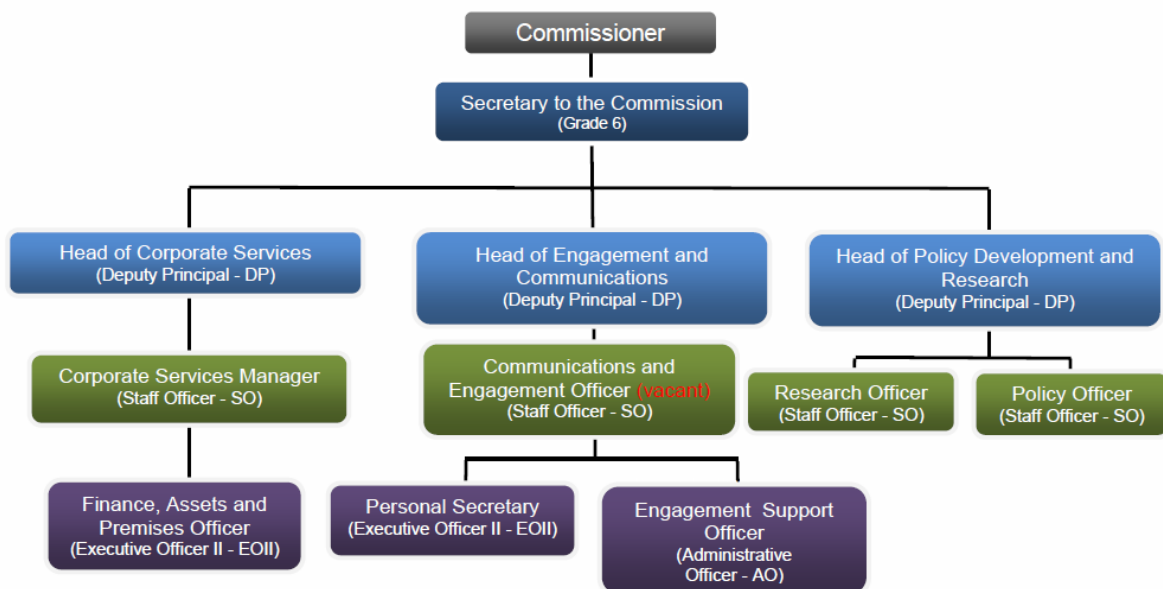 Commissioner
Secretary to the Commission
(Grade 6)
Head of Corporate Services
(Deputy Principal - DP)
Head of Engagement and
Communications
(Deputy Principal - DP)
Head of Policy Development and
Research
(Deputy Principal - DP)
Corporate Services Manager
(Staff Officer - SO)
Communications and
Engagement Officer (vacant)
(Staff Officer - SO)
Research Officer
(Staff Officer - SO)
Policy Officer
(Staff Officer - SO)
Finance, Assets and
Premises Officer
(Executive Officer II - EOII)
Personal Secretary
(Executive Officer II - EOII)
Engagement Support
Officer
(Administrative
Officer - AO)